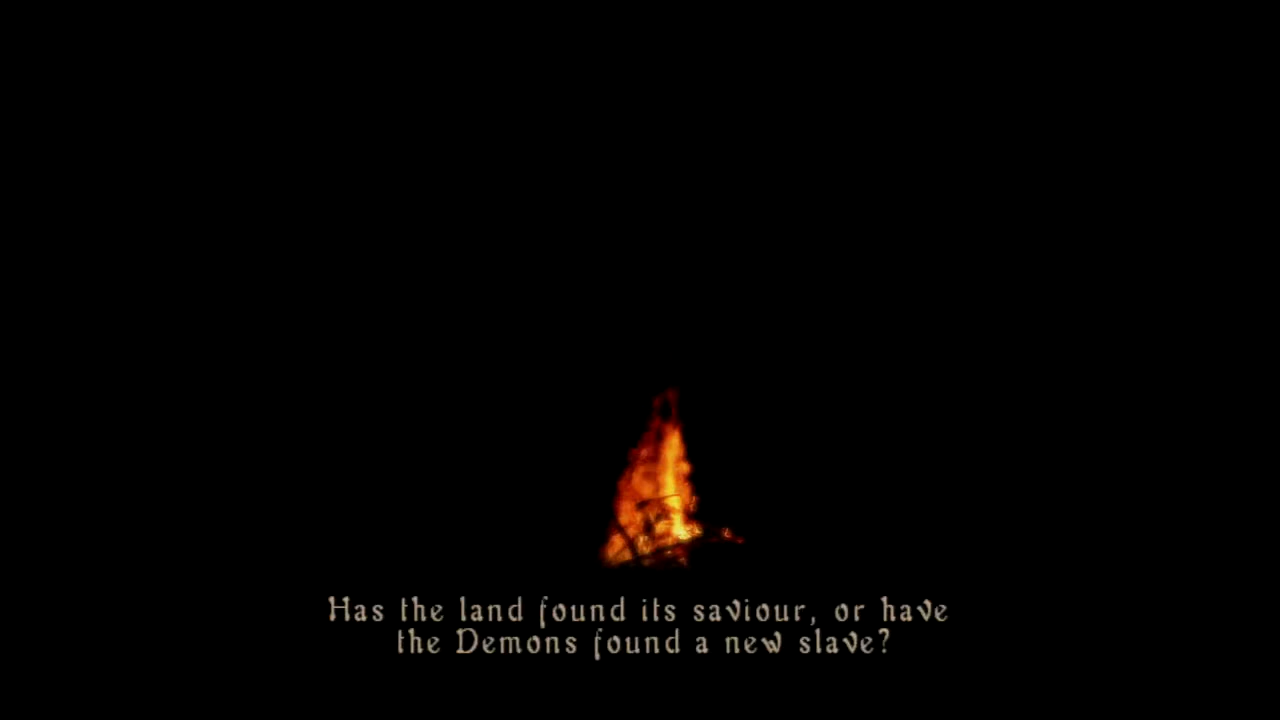 Has the land found its saviour, or have
the Demons found a new slave?